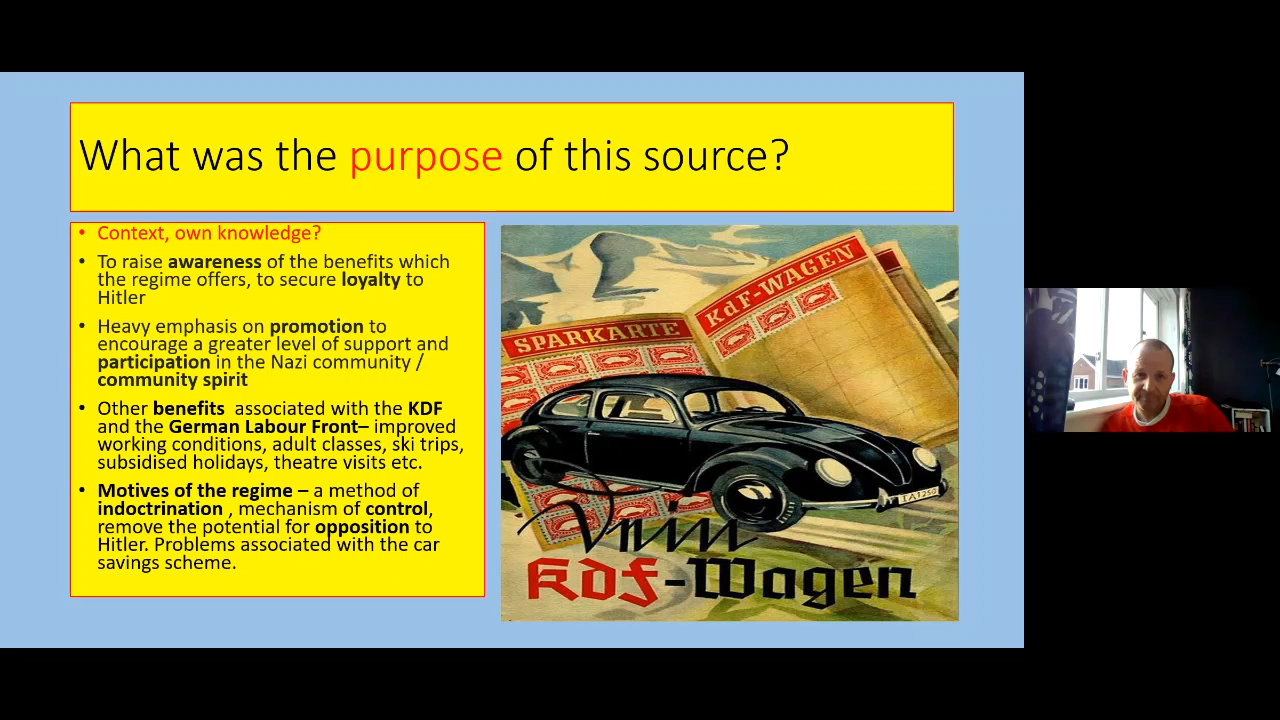 What was the purpose of this source?
• Context, own knowledge?
• To raise awareness of the benefits which
the regime offers, to secure loyalty to
Hitler
• Heavy emphasis on promotion to
encourage a greater level of support and
participation in the Nazi community /
community spirit
• Other benefits associated with the KDF
and the German Labour Front– improved
working conditions, adult classes, ski trips,
subsidised holidays, theatre visits etc.
• Motives of the regime – a method of
indoctrination , mechanism of control,
remove the potential for opposition to
Hitler. Problems associated with the car
savings scheme.
SPARKARTE
KdF-WAGEN
IA1250
Dein
KdF-Wagen